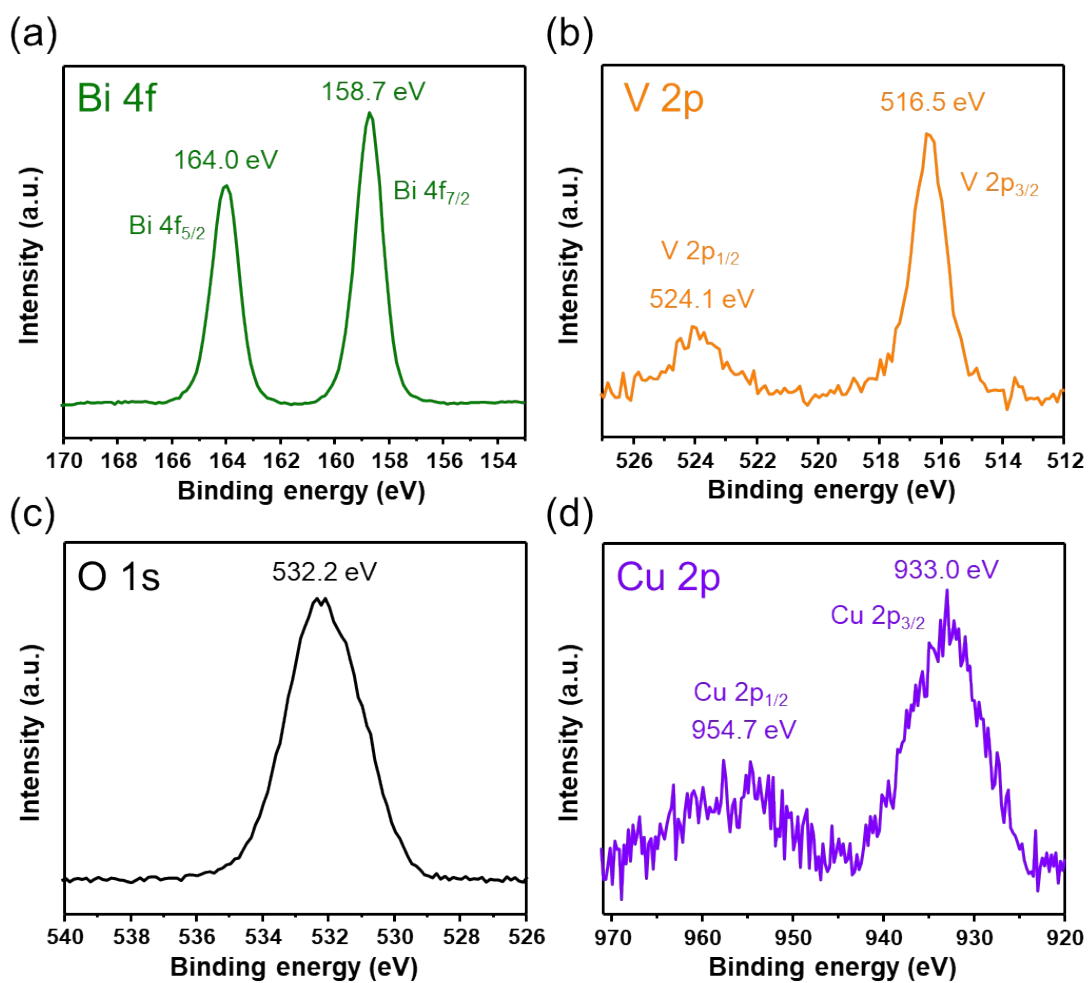 (a)
Bi 4f
158.7 eV
164.0 eV
Bi 4f7/2
Bi 4f5/2
Intensity (a.u.)
170 168 166 164 162 160 158 156 154
Binding energy (eV)
(b)
V 2p
516.5 eV
V 2p3/2
V 2p1/2
524.1 eV
Intensity (a.u.)
526 524 522 520 518 516 514 512
Binding energy (eV)
(c)
O 1s
532.2 eV
Intensity (a.u.)
540 538 536 534 532 530 528 526
Binding energy (eV)
(d)
Cu 2p
933.0 eV
Cu 2p3/2
Cu 2p1/2
954.7 eV
Intensity (a.u.)
970 960 950 940 930 920
Binding energy (eV)